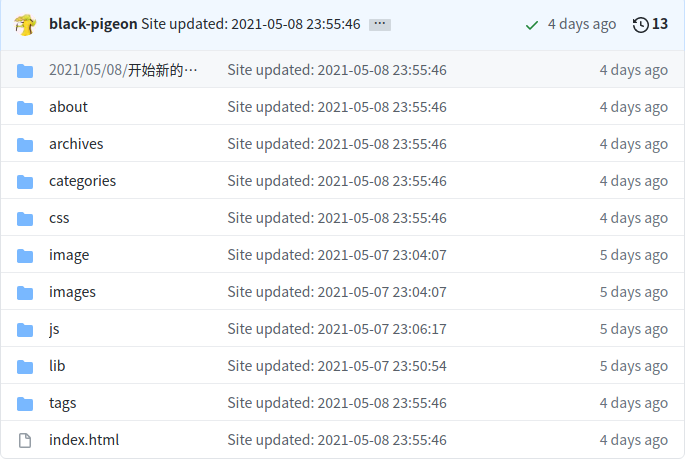 black-pigeon Site updated: 2021-05-08 23:55:46 ... 4 days ago 13
2021/05/08/开始新的… Site updated: 2021-05-08 23:55:46 4 days ago
about Site updated: 2021-05-08 23:55:46 4 days ago
archives Site updated: 2021-05-08 23:55:46 4 days ago
categories Site updated: 2021-05-08 23:55:46 4 days ago
css Site updated: 2021-05-08 23:55:46 4 days ago
image Site updated: 2021-05-07 23:04:07 5 days ago
images Site updated: 2021-05-07 23:04:07 5 days ago
js Site updated: 2021-05-07 23:06:17 5 days ago
lib Site updated: 2021-05-07 23:50:54 5 days ago
tags Site updated: 2021-05-08 23:55:46 4 days ago
index.html Site updated: 2021-05-08 23:55:46 4 days ago